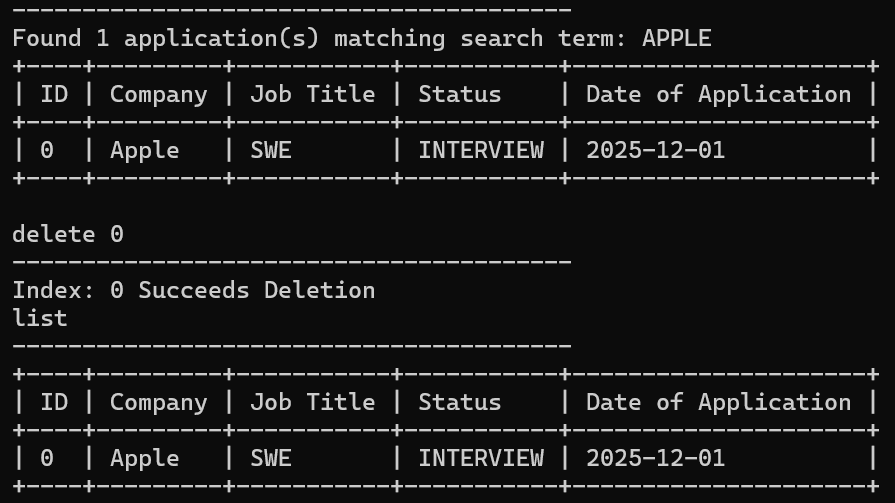 ----------------------------------------
Found 1 application(s) matching search term: APPLE
+----+---------+-----------+-----------+---------------------+
| ID | Company | Job Title | Status    | Date of Application |
+----+---------+-----------+-----------+---------------------+
| 0  | Apple   | SWE       | INTERVIEW | 2025-12-01          |
+----+---------+-----------+-----------+---------------------+

delete 0
----------------------------------------
Index: 0 Succeeds Deletion
list
----------------------------------------
+----+---------+-----------+-----------+---------------------+
| ID | Company | Job Title | Status    | Date of Application |
+----+---------+-----------+-----------+---------------------+
| 0  | Apple   | SWE       | INTERVIEW | 2025-12-01          |
+----+---------+-----------+-----------+---------------------+